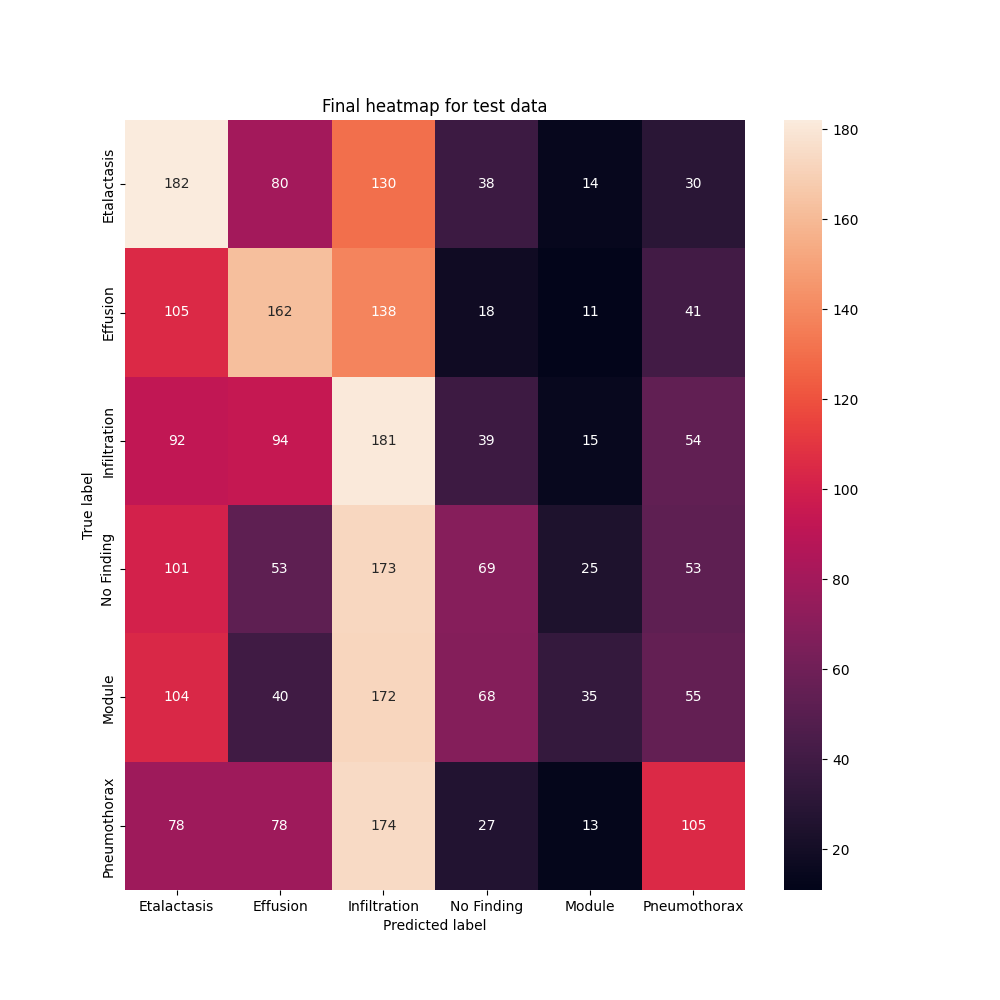 Final heatmap for test data
True label
Etalactasis 182 80 130 38 14 30
Effusion 105 162 138 18 11 41
Infiltration 92 94 181 39 15 54
No Finding 101 53 173 69 25 53
Module 104 40 172 68 35 55
Pneumothorax 78 78 174 27 13 105
Etalactasis Effusion Infiltration No Finding Module Pneumothorax
Predicted label
180
160
140
120
100
80
60
40
20